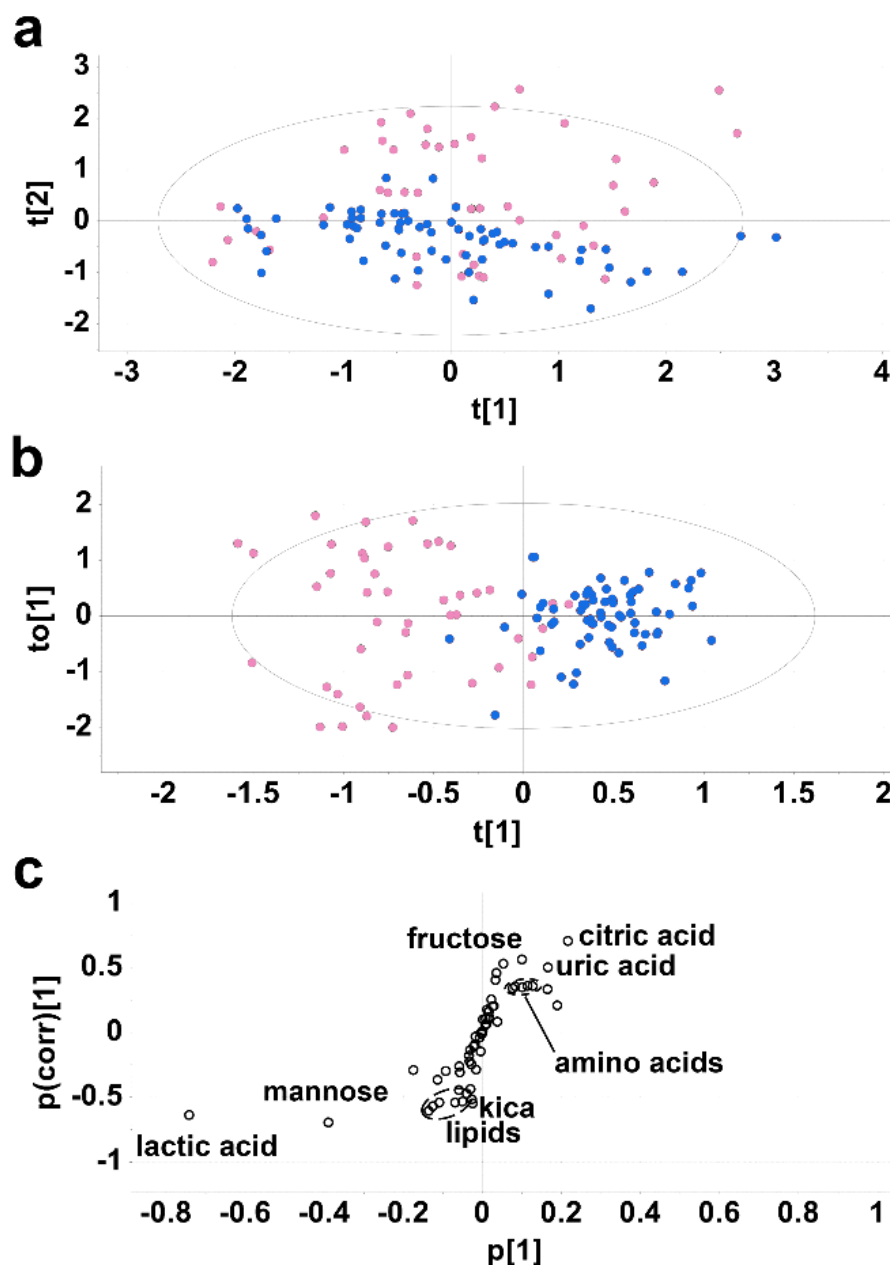 a
3
2
1
0
-1
-2
t[2]
-3 -2 -1 0 1 2 3 4
t[1]
b
2
1
0
-1
-2
to[1]
-2 -1.5 -1 -0.5 0 0.5 1 1.5 2
t[1]
c
1
0.5
0
-0.5
-1
p(corr)[1]
fructose
citric acid
uric acid
amino acids
mannose
kica
lipids
lactic acid
-0.8 -0.6 -0.4 -0.2 0 0.2 0.4 0.6 0.8 1
p[1]